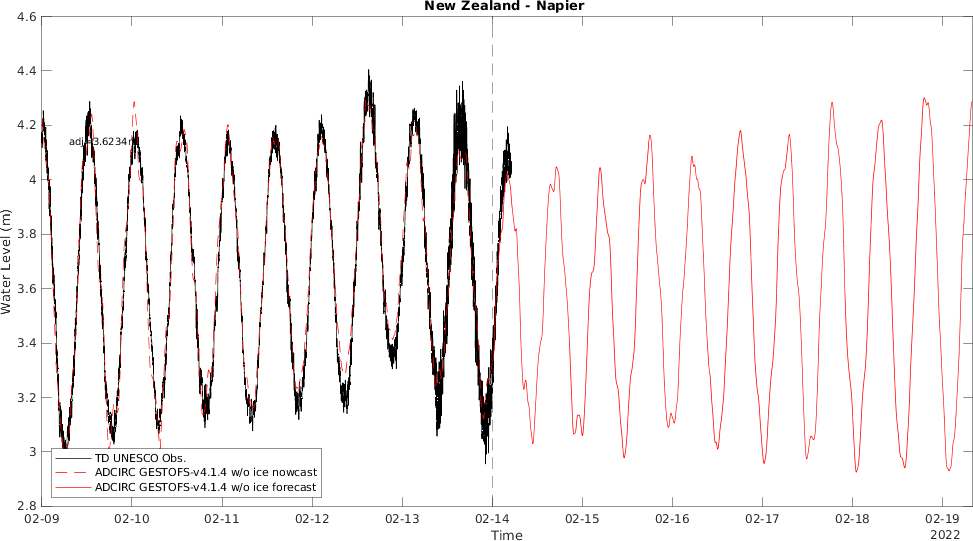 New Zealand - Napier
4.6
4.4
4.2
4
3.8
3.6
3.4
3.2
3
2.8
Water Level (m)
TD UNESCO Obs.
ADCIRC GESTOFS-v4.1.4 w/o ice nowcast
ADCIRC GESTOFS-v4.1.4 w/o ice forecast
02-09 02-10 02-11 02-12 02-13 02-14 02-15 02-16 02-17 02-18 02-19
Time
2022